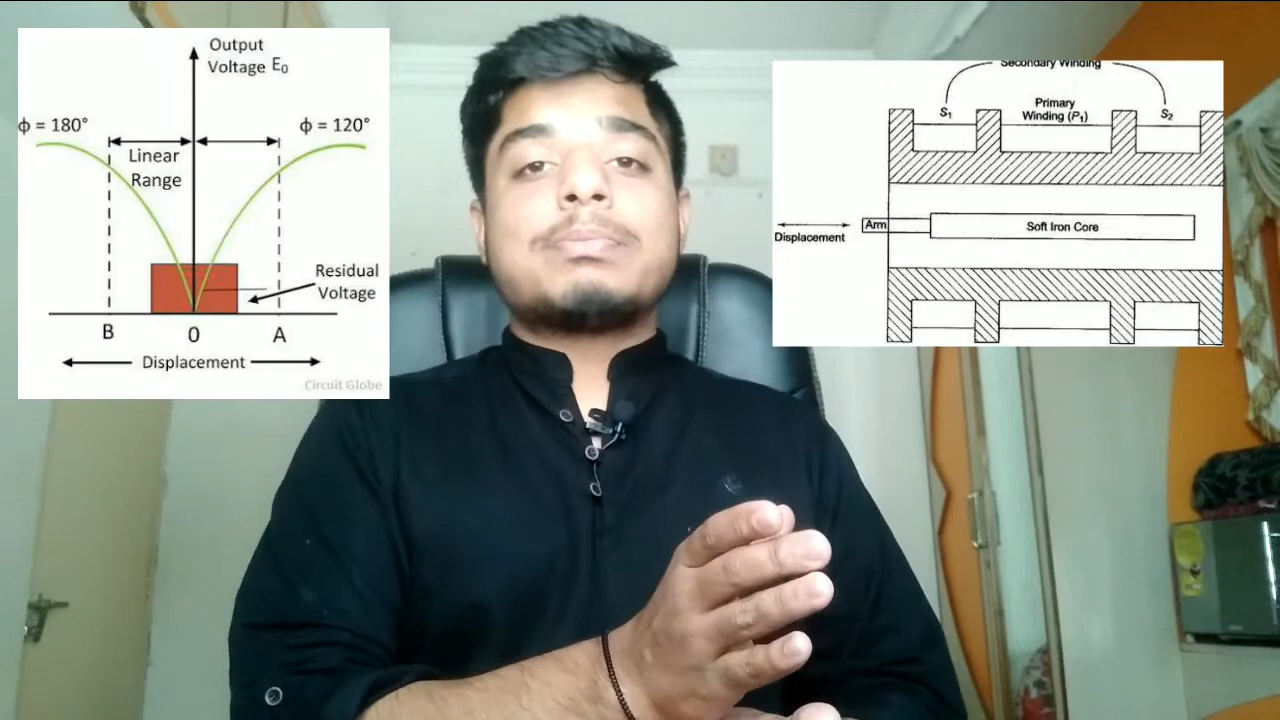 Output
Voltage E₀
ϕ = 180°
ϕ = 120°
Linear
Range
Residual
Voltage
B
0
A
Displacement
Circuit Globe
Secondary Winding
S₁
Primary
Winding (P₁)
S₂
Arm
Displacement
Soft Iron Core